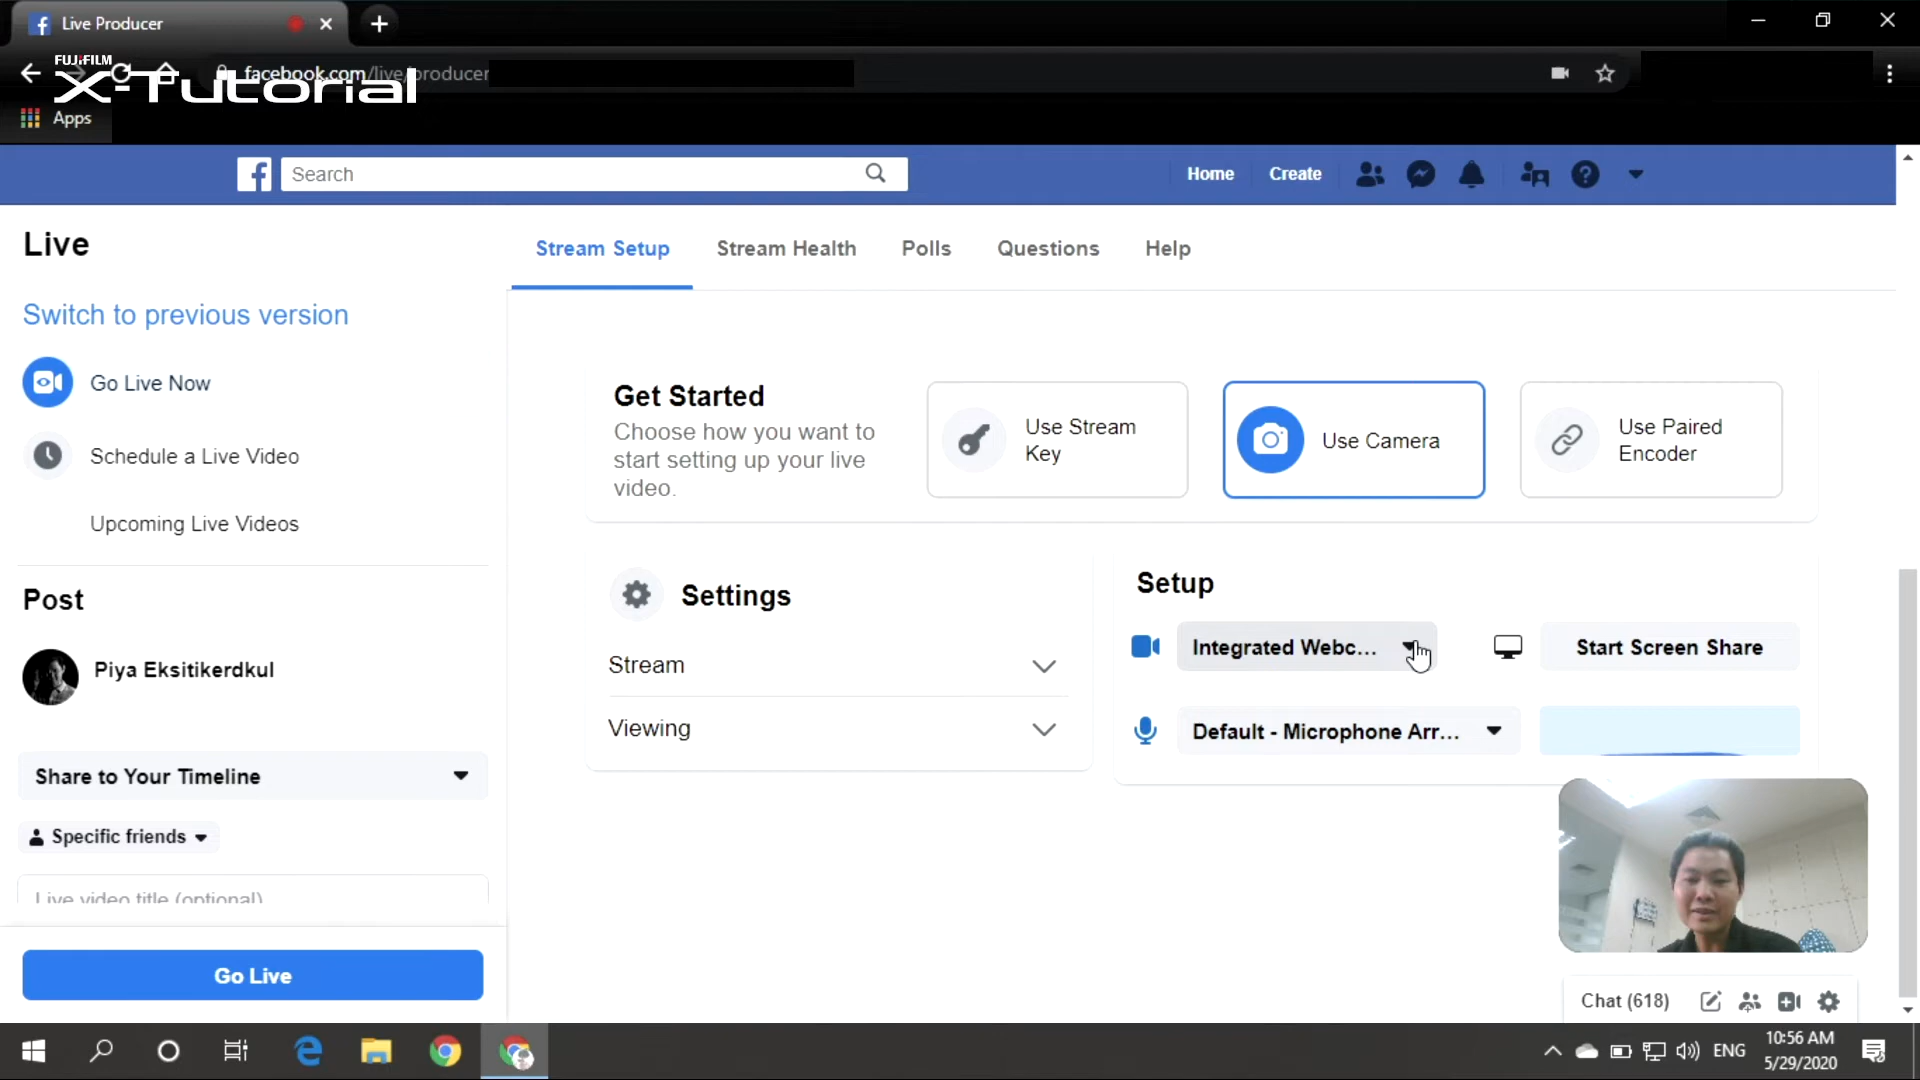 Live Producer
FUJIFILM
X-Tutorial
facebook.com/live/producer
Apps
Search
Home
Create
Live
Switch to previous version
Go Live Now
Schedule a Live Video
Upcoming Live Videos
Post
Piya Eksitikerdkul
Share to Your Timeline
Specific friends
Live video title (optional)
Go Live
Stream Setup
Stream Health
Polls
Questions
Help
Get Started
Choose how you want to
start setting up your live
video.
Use Stream
Key
Use Camera
Use Paired
Encoder
Settings
Stream
Viewing
Setup
Integrated Webc...
Start Screen Share
Default - Microphone Arr...
Chat (618)
ENG
10:56 AM
5/29/2020